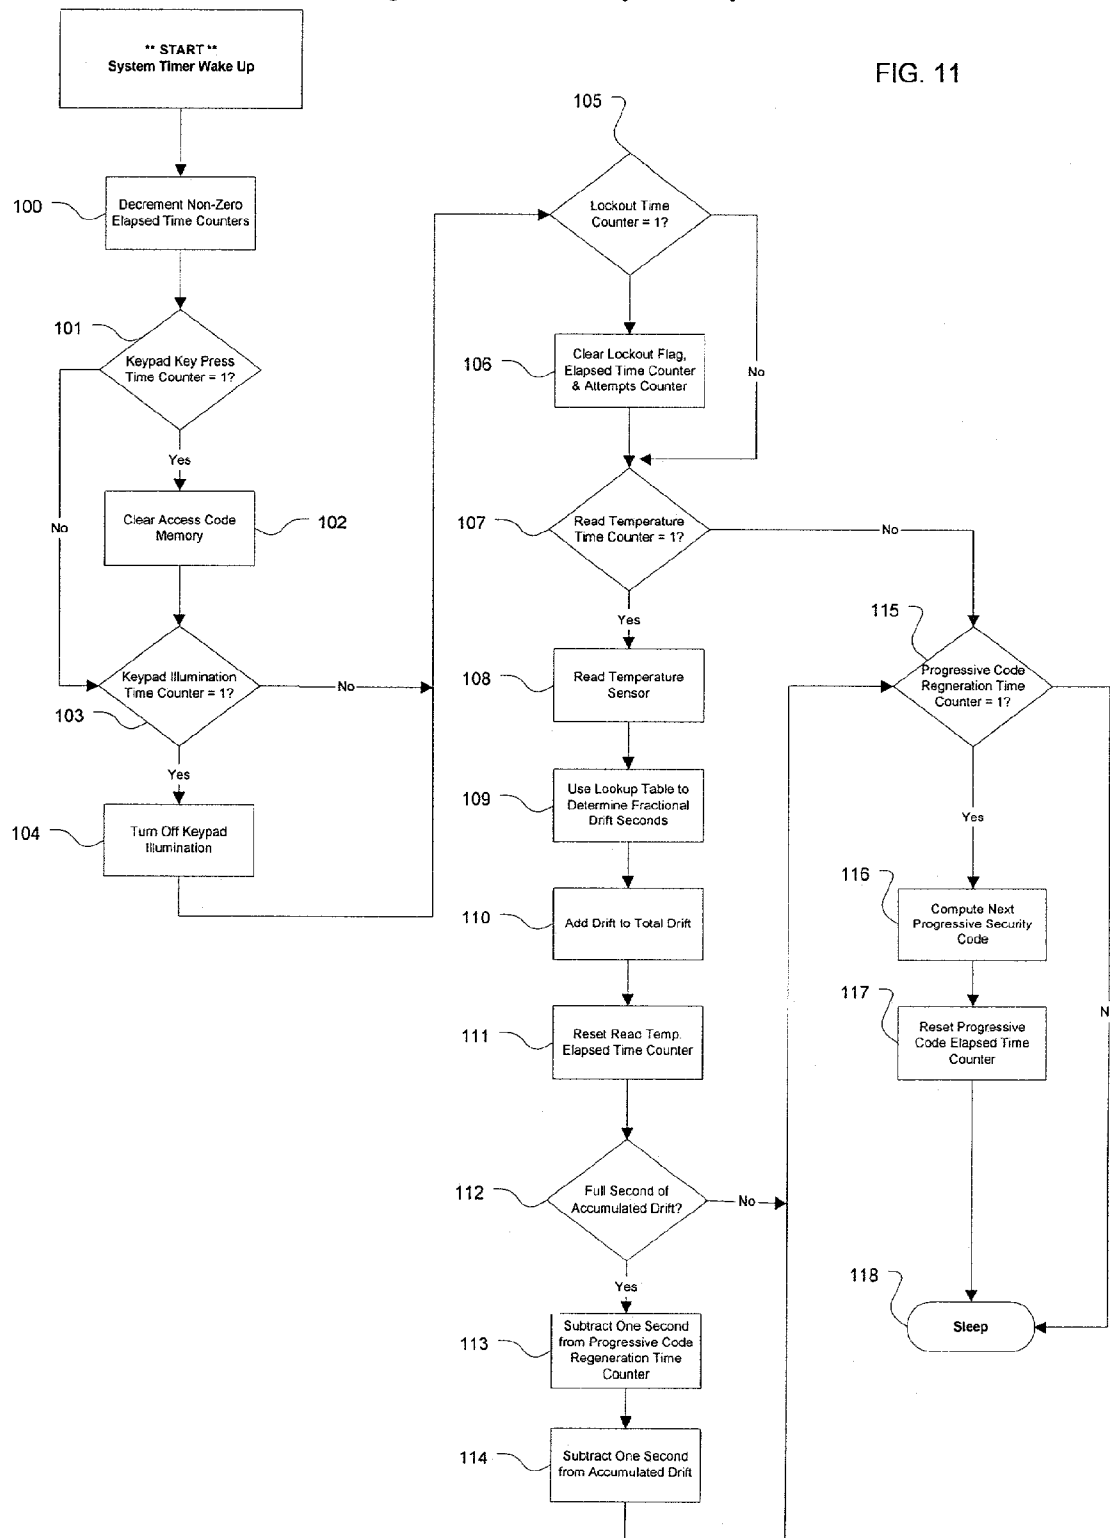 ** START **
System Timer Wake Up
FIG. 11
100
Decrement Non-Zero
Elapsed Time Counters
101
Keypad Key Press
Time Counter = 1?
Yes
No
Clear Access Code
Memory
102
Keypad Illumination
Time Counter = 1?
No
103
Yes
104
Turn Off Keypad
Illumination
105
Lockout Time
Counter = 1?
106
Clear Lockout Flag,
Elapsed Time Counter
& Attempts Counter
No
107
Read Temperature
Time Counter = 1?
No
Yes
108
Read Temperature
Sensor
109
Use Lookup Table to
Determine Fractional
Drift Seconds
110
Add Drift to Total Drift
111
Reset Read Temp.
Elapsed Time Counter
112
Full Second of
Accumulated Drift?
No
Yes
113
Subtract One Second
from Progressive Code
Regeneration Time
Counter
114
Subtract One Second
from Accumulated Drift
115
Progressive Code
Regneration Time
Counter = 1?
Yes
N
116
Compute Next
Progressive Security
Code
117
Reset Progressive
Code Elapsed Time
Counter
118
Sleep